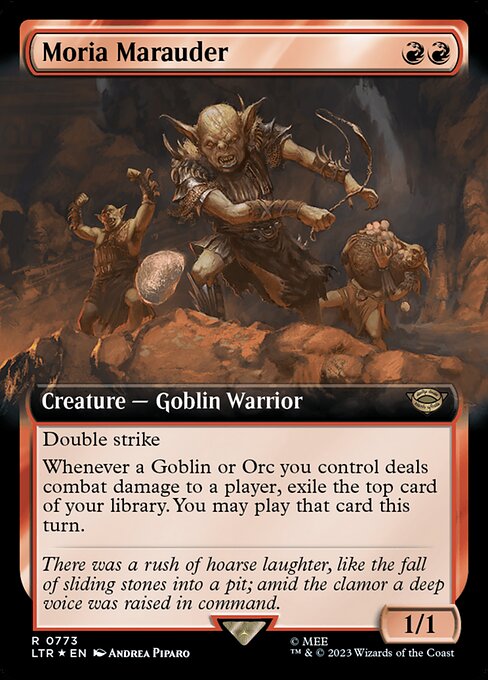 Moria Marauder
Creature — Goblin Warrior
Double strike
Whenever a Goblin or Orc you control deals
combat damage to a player, exile the top card
of your library. You may play that card this
turn.
There was a rush of hoarse laughter, like the fall
of sliding stones into a pit; amid the clamor a deep
voice was raised in command.
1/1
R 0773
LTR ★ EN Andrea Piparo
© MEE
™ & © 2023 Wizards of the Coast